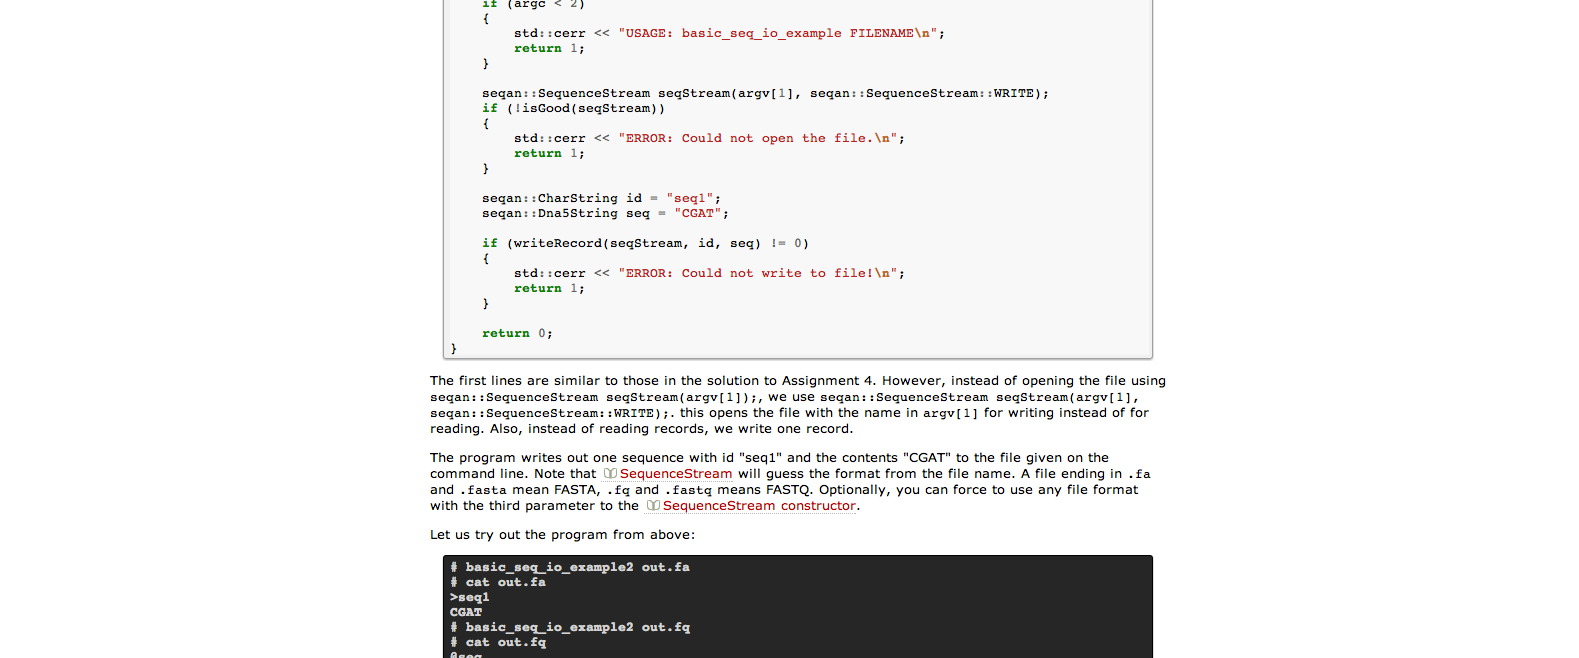 if (argc < 2)
{
std::cerr << "USAGE: basic_seq_io_example FILENAME\n";
return 1;
}
seqan::SequenceStream seqStream(argv[1], seqan::SequenceStream::WRITE);
if (!isGood(seqStream))
{
std::cerr << "ERROR: Could not open the file.\n";
return 1;
}
seqan::CharString id = "seq1";
seqan::Dna5String seq = "CGAT";
if (writeRecord(seqStream, id, seq) != 0)
{
std::cerr << "ERROR: Could not write to file!\n";
return 1;
}
return 0;
}
The first lines are similar to those in the solution to Assignment 4. However, instead of opening the file using
seqan::SequenceStream seqStream(argv[1]);, we use seqan::SequenceStream seqStream(argv[1],
seqan::SequenceStream::WRITE);. this opens the file with the name in argv[1] for writing instead of for
reading. Also, instead of reading records, we write one record.
The program writes out one sequence with id "seq1" and the contents "CGAT" to the file given on the
command line. Note that SequenceStream will guess the format from the file name. A file ending in .fa
and .fasta mean FASTA, .fq and .fastq means FASTQ. Optionally, you can force to use any file format
with the third parameter to the SequenceStream constructor.
Let us try out the program from above:
# basic_seq_io_example2 out.fa
# cat out.fa
>seq1
CGAT
# basic_seq_io_example2 out.fq
# cat out.fq
@seq